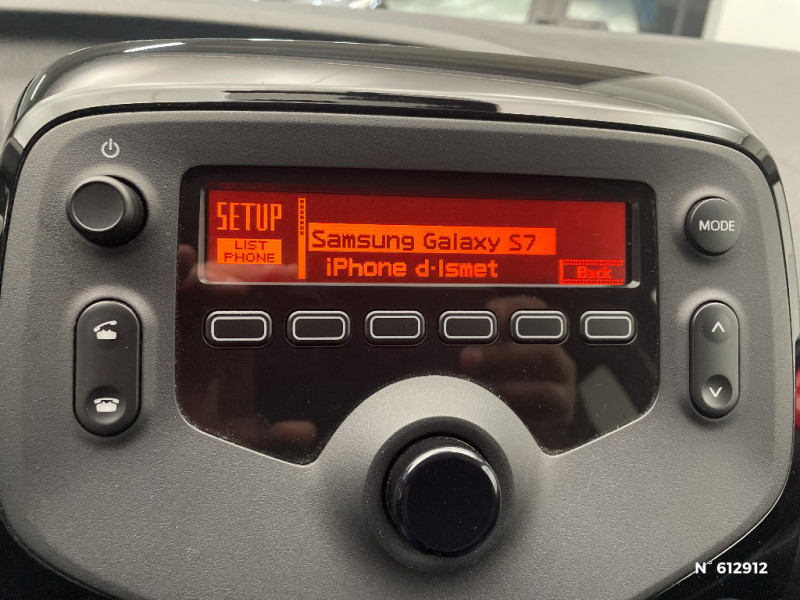 SETUP
LIST
PHONE
Samsung Galaxy S7
iPhone d·Ismet
Back
MODE
N° 612912